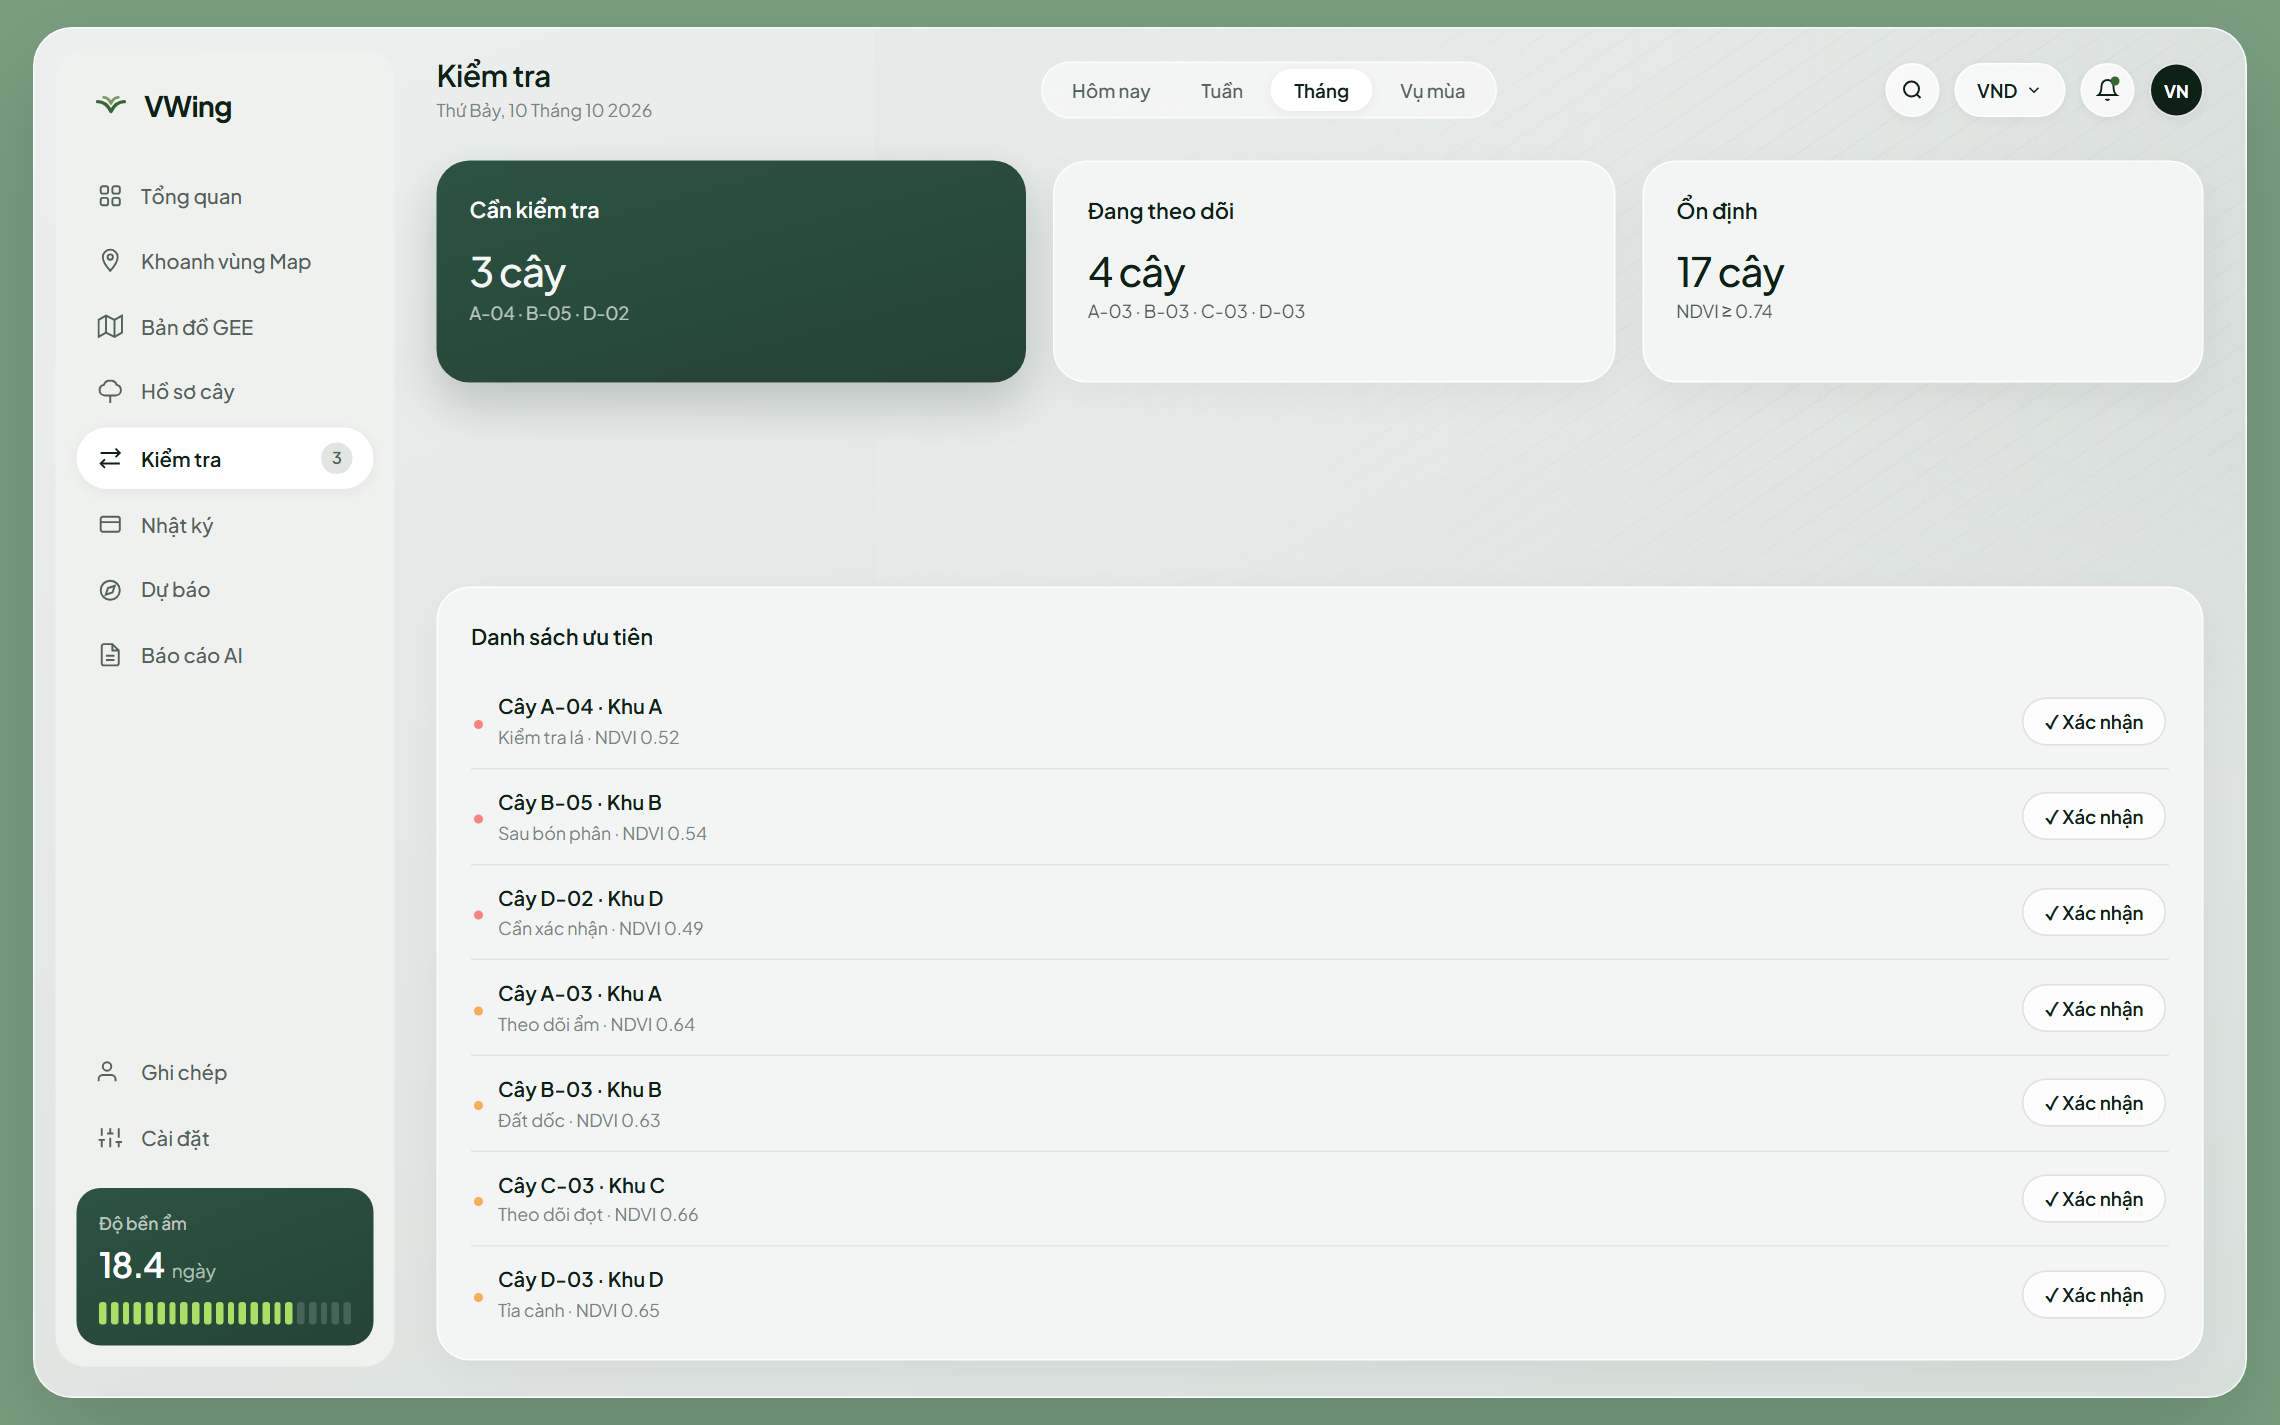 VWing
Tổng quan
Khoanh vùng Map
Bản đồ GEE
Hồ sơ cây
Kiểm tra
3
Nhật ký
Dự báo
Báo cáo AI
Ghi chép
Cài đặt
Độ bền ẩm
18.4 ngày
Kiểm tra
Thứ Bảy, 10 Tháng 10 2026
Hôm nay
Tuần
Tháng
Vụ mùa
VND
VN
Cần kiểm tra
3 cây
A-04 · B-05 · D-02
Đang theo dõi
4 cây
A-03 · B-03 · C-03 · D-03
Ổn định
17 cây
NDVI ≥ 0.74
Danh sách ưu tiên
Cây A-04 · Khu A
Kiểm tra lá · NDVI 0.52
✓ Xác nhận
Cây B-05 · Khu B
Sau bón phân · NDVI 0.54
✓ Xác nhận
Cây D-02 · Khu D
Cần xác nhận · NDVI 0.49
✓ Xác nhận
Cây A-03 · Khu A
Theo dõi ẩm · NDVI 0.64
✓ Xác nhận
Cây B-03 · Khu B
Đất dốc · NDVI 0.63
✓ Xác nhận
Cây C-03 · Khu C
Theo dõi đọt · NDVI 0.66
✓ Xác nhận
Cây D-03 · Khu D
Tỉa cành · NDVI 0.65
✓ Xác nhận